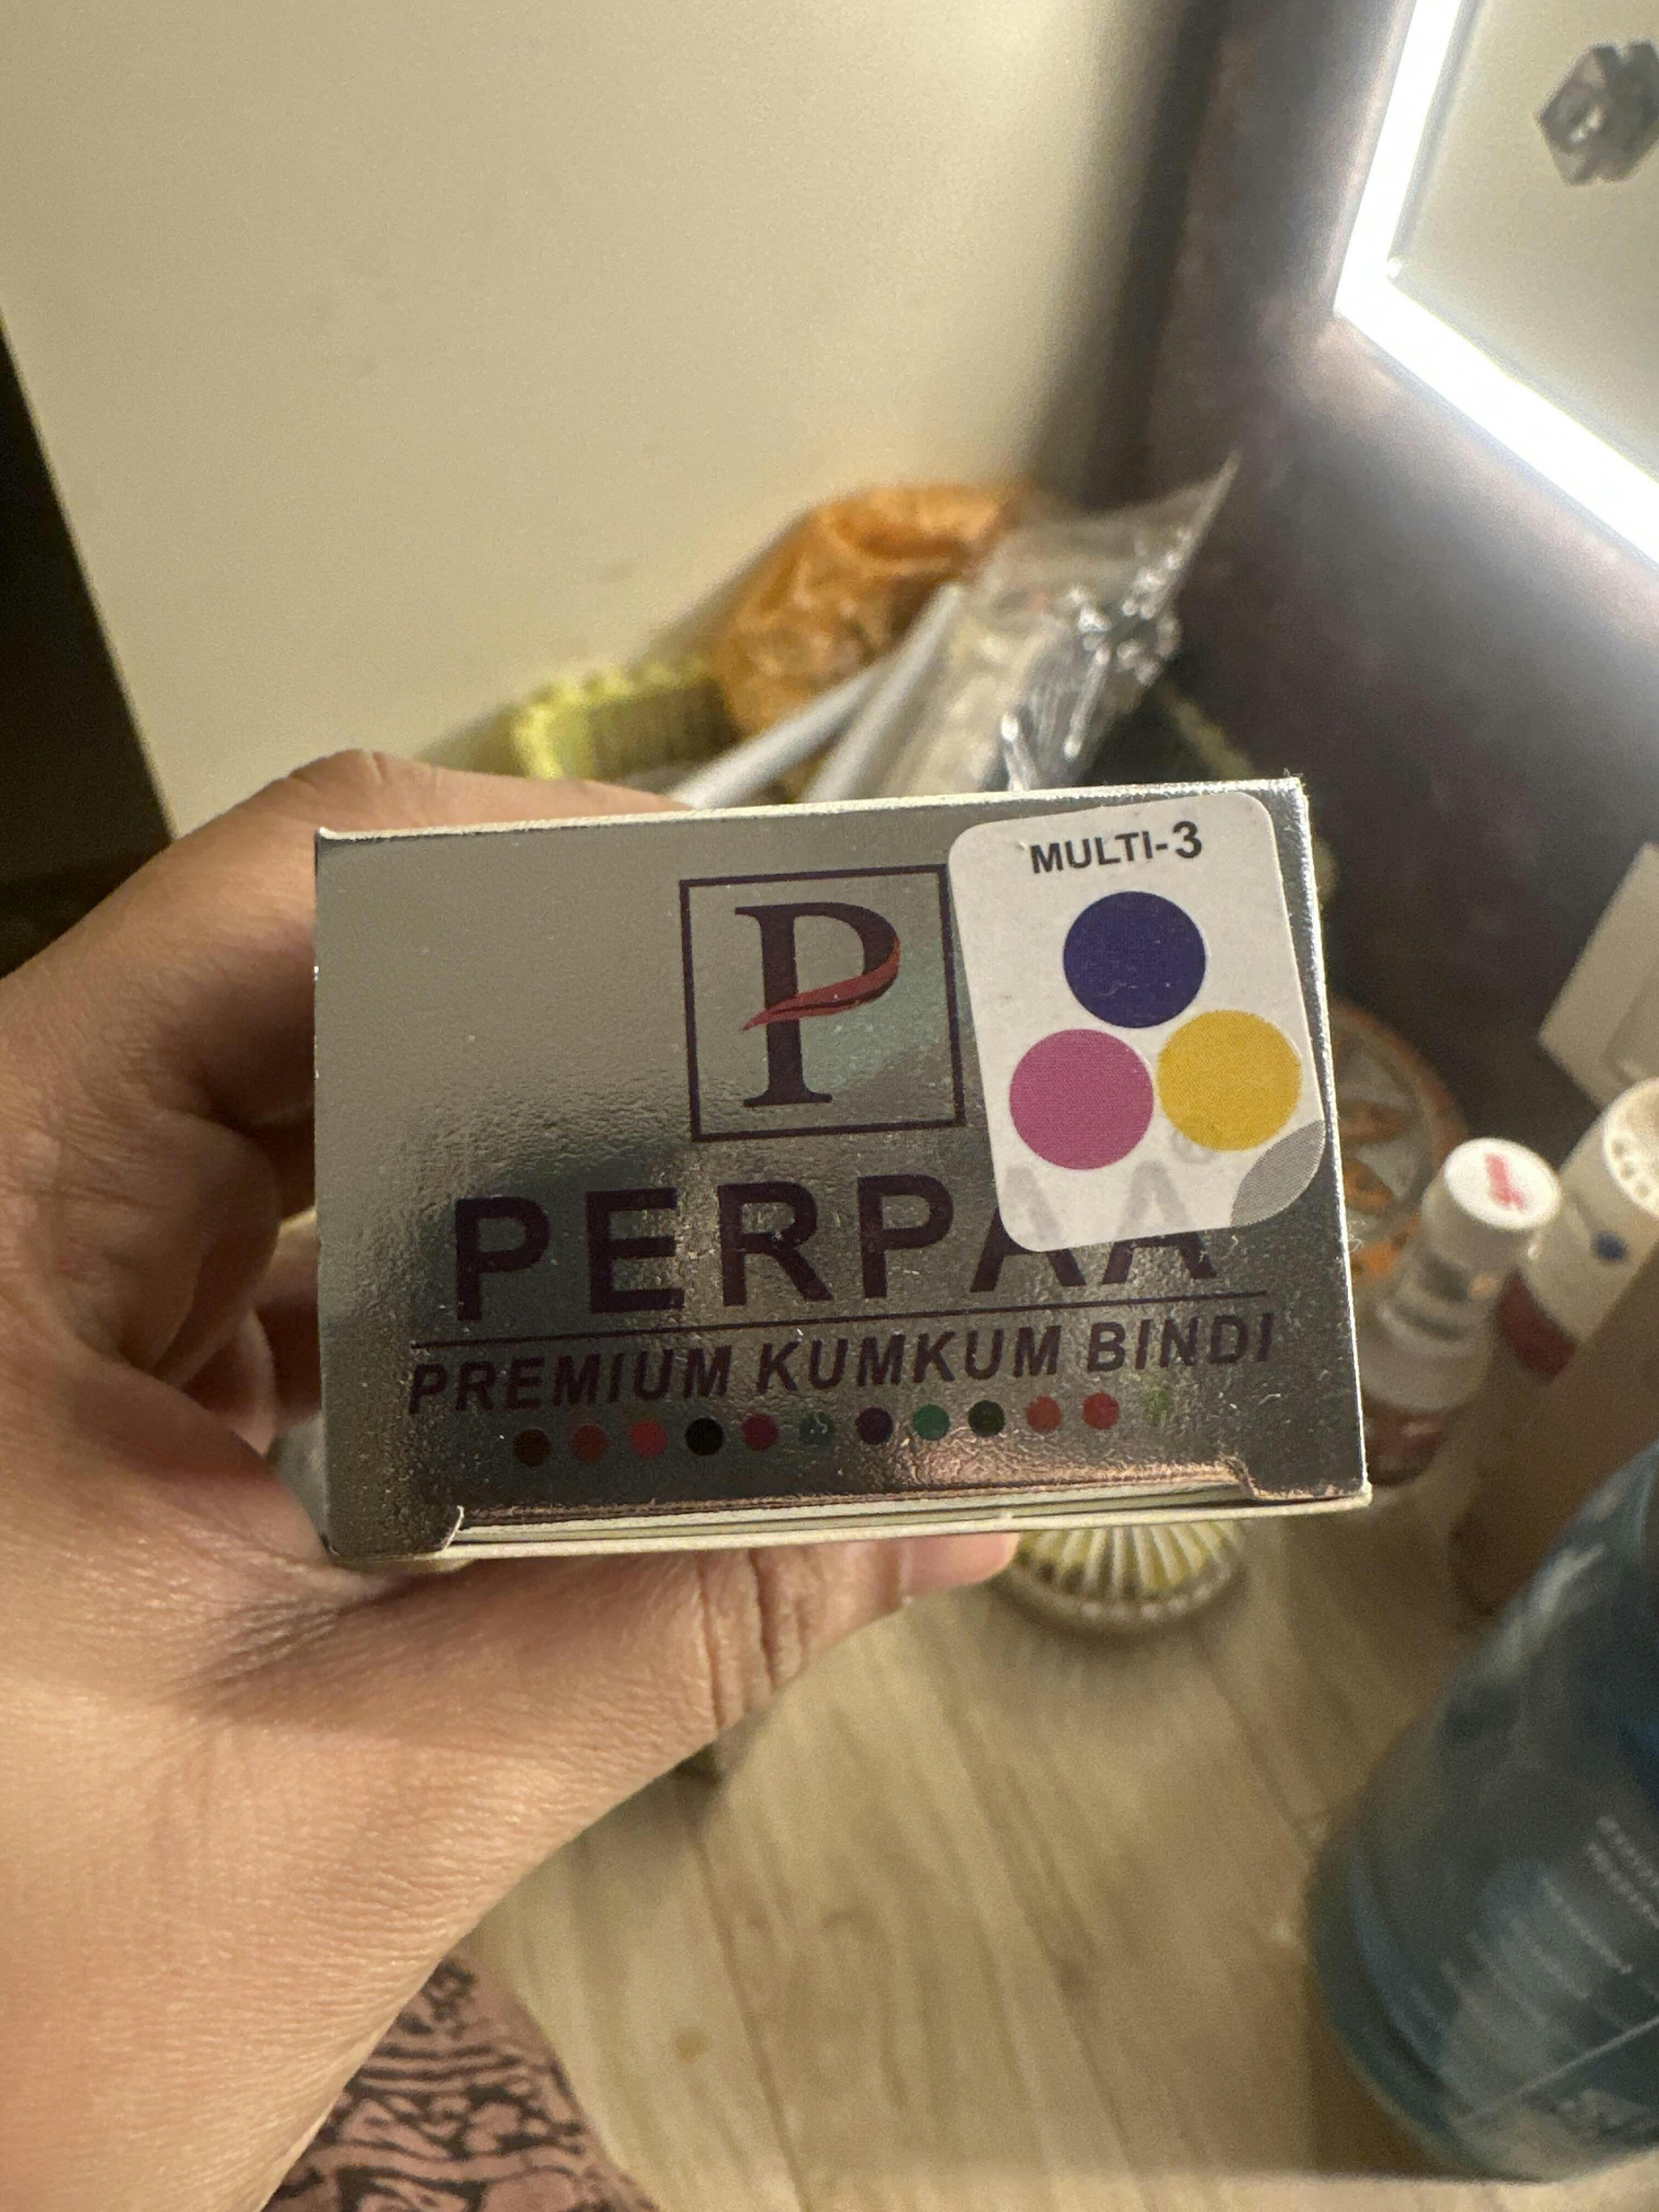 MULTI-3
P
PERPAA
PREMIUM KUMKUM BINDI